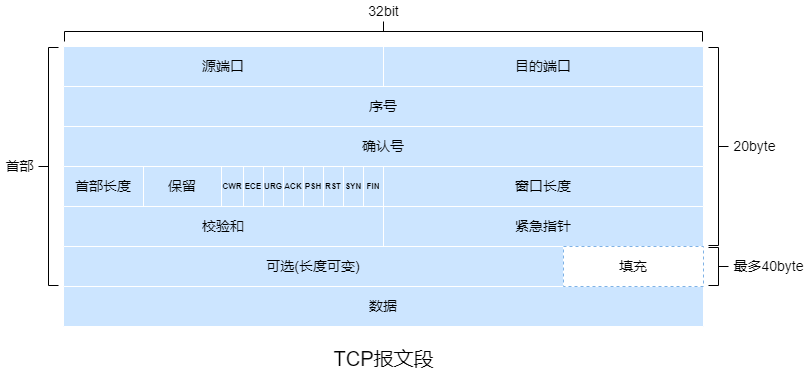 32bit
源端口 目的端口
序号
确认号
首部 20byte
首部长度 保留 CWR ECE URG ACK PSH RST SYN FIN 窗口长度
校验和 紧急指针
可选(长度可变) 填充 最多40byte
数据
TCP报文段